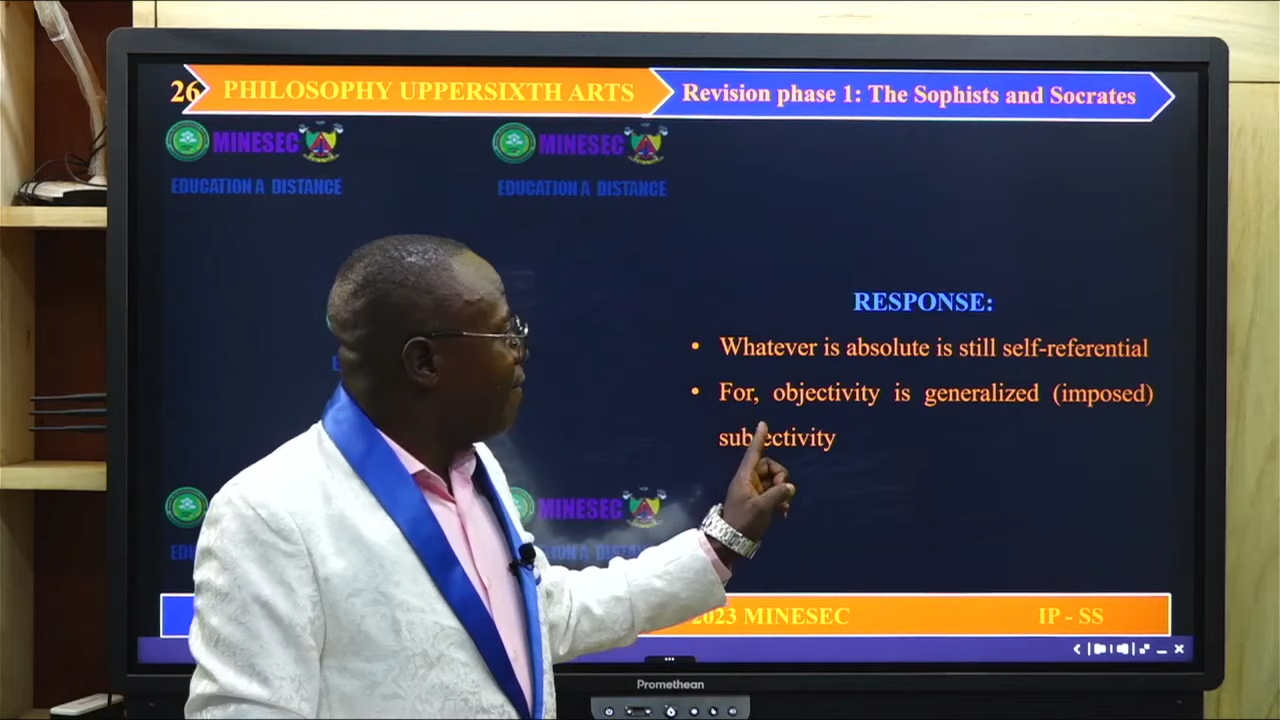 26 PHILOSOPHY UPPERSIXTH ARTS Revision phase 1: The Sophists and Socrates
MINESEC MINESEC
EDUCATION A DISTANCE EDUCATION A DISTANCE
RESPONSE:
• Whatever is absolute is still self-referential
• For, objectivity is generalized (imposed)
subjectivity
MINESEC
2023 MINESEC IP - SS
Promethean